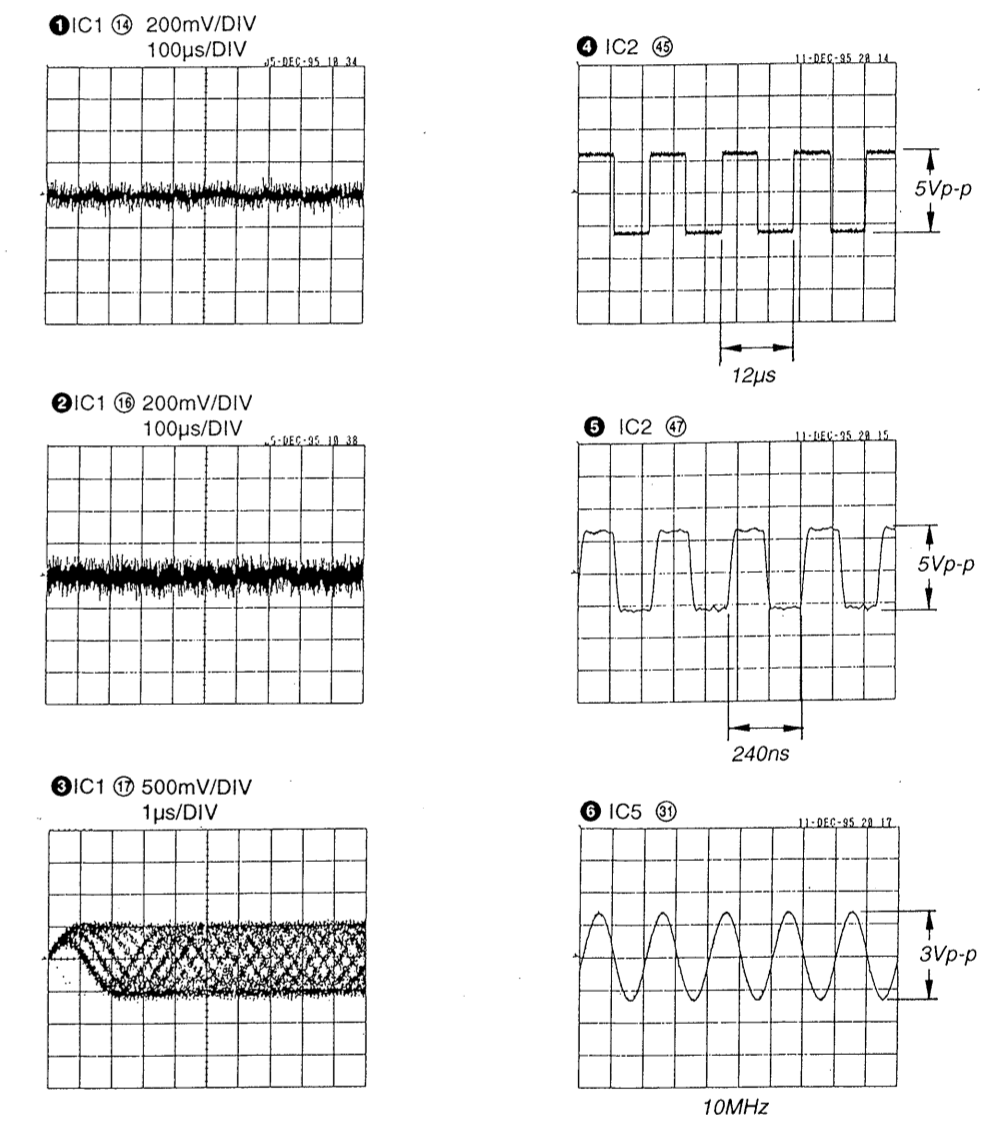 ❶IC1 ⑭ 200mV/DIV
100µs/DIV
❷IC1 ⑯ 200mV/DIV
100µs/DIV
❸IC1 ⑰ 500mV/DIV
1µs/DIV
❹ IC2 ㊺
11-DEC-95 20 14
5Vp-p
12µs
❺ IC2 ㊼
11-DEC-95 20 15
5Vp-p
240ns
❻ IC5 ㉛
11-DEC-95 20 17
3Vp-p
10MHz